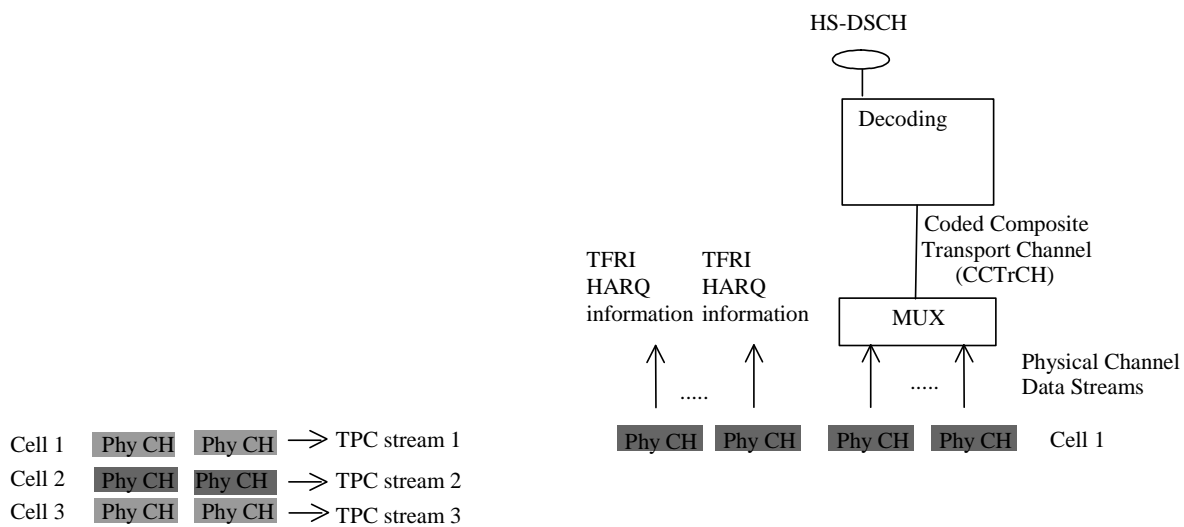 HS-DSCH
Decoding
Coded Composite
Transport Channel
(CCTrCH)
TFRI
HARQ
information
TFRI
HARQ
information
MUX
Physical Channel
Data Streams
.....
.....
Phy CH Phy CH Phy CH Phy CH Cell 1
Cell 1 Phy CH Phy CH TPC stream 1
Cell 2 Phy CH Phy CH TPC stream 2
Cell 3 Phy CH Phy CH TPC stream 3